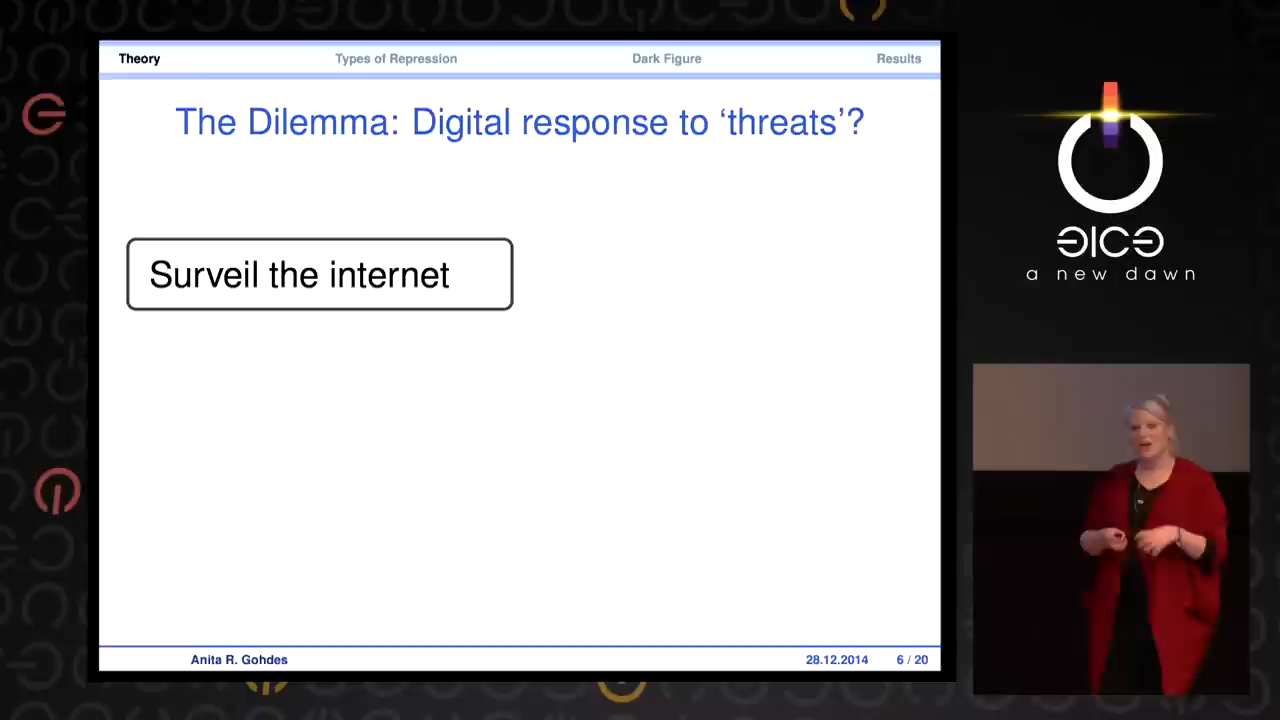 Theory Types of Repression Dark Figure Results
The Dilemma: Digital response to ‘threats’?
Surveil the internet
Anita R. Gohdes 28.12.2014 6 / 20
a new dawn